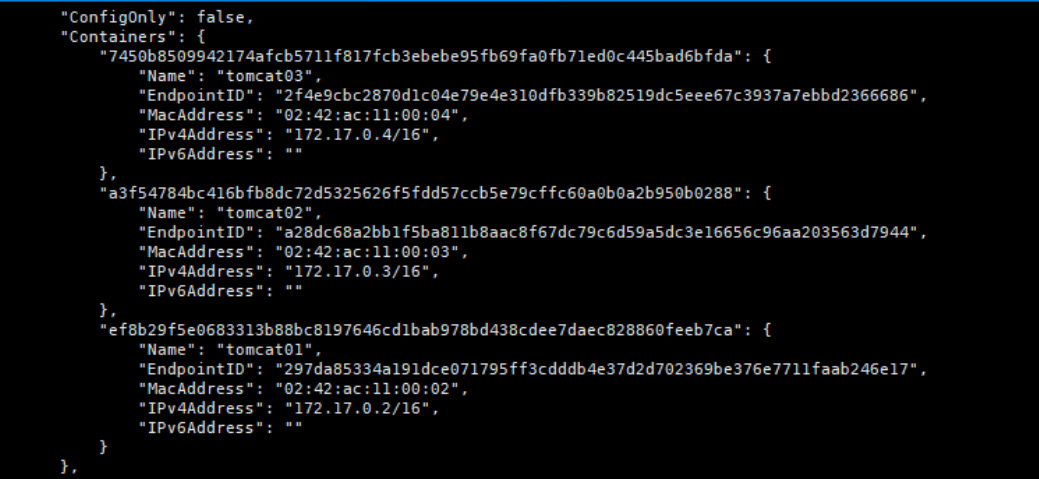 "ConfigOnly": false,
"Containers": {
"7450b8509942174afcb5711f817fcb3ebebe95fb69fa0fb71ed0c445bad6bfda": {
"Name": "tomcat03",
"EndpointID": "2f4e9cbc2870d1c04e79e4e310dfb339b82519dc5eee67c3937a7ebbd2366686",
"MacAddress": "02:42:ac:11:00:04",
"IPv4Address": "172.17.0.4/16",
"IPv6Address": ""
},
"a3f54784bc416bfb8dc72d5325626f5fdd57ccb5e79cffc60a0b0a2b950b0288": {
"Name": "tomcat02",
"EndpointID": "a28dc68a2bb1f5ba811b8aac8f67dc79c6d59a5dc3e16656c96aa203563d7944",
"MacAddress": "02:42:ac:11:00:03",
"IPv4Address": "172.17.0.3/16",
"IPv6Address": ""
},
"ef8b29f5e0683313b88bc8197646cd1bab978bd438cdee7daec828860feeb7ca": {
"Name": "tomcat01",
"EndpointID": "297da85334a191dce071795ff3cdddb4e37d2d702369be376e7711faab246e17",
"MacAddress": "02:42:ac:11:00:02",
"IPv4Address": "172.17.0.2/16",
"IPv6Address": ""
}
},